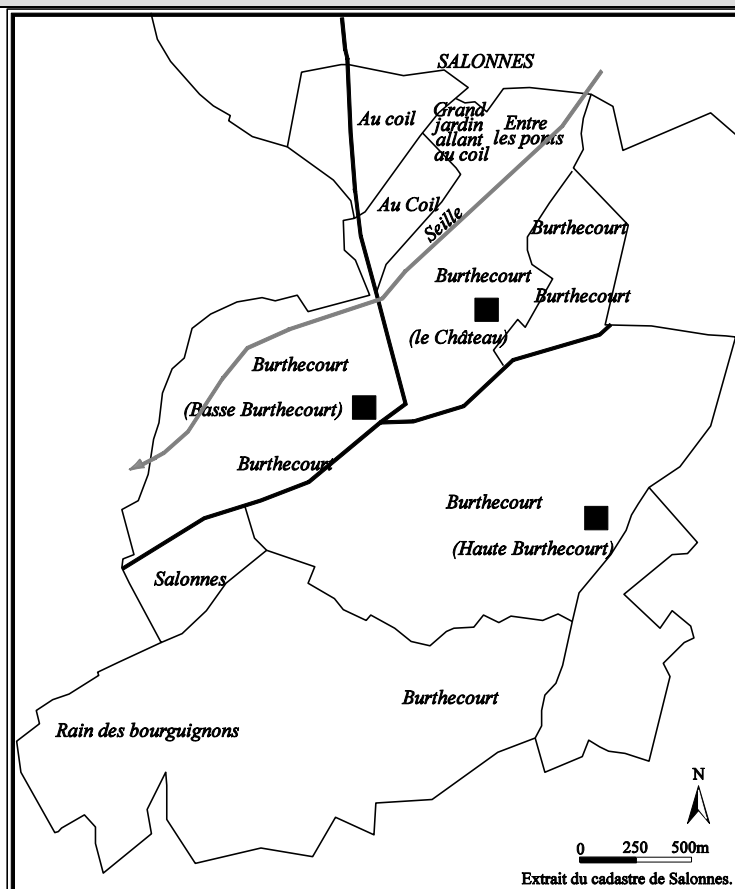 SALONNES
Au coil
Grand
jardin
allant
au coil
Entre
les ponts
Au Coil
Seille
Burthecourt
Burthecourt
Burthecourt
(le Château)
Burthecourt
(Basse Burthecourt)
Burthecourt
Burthecourt
(Haute Burthecourt)
Salonnes
Burthecourt
Rain des bourguignons
N
0 250 500m
Extrait du cadastre de Salonnes.